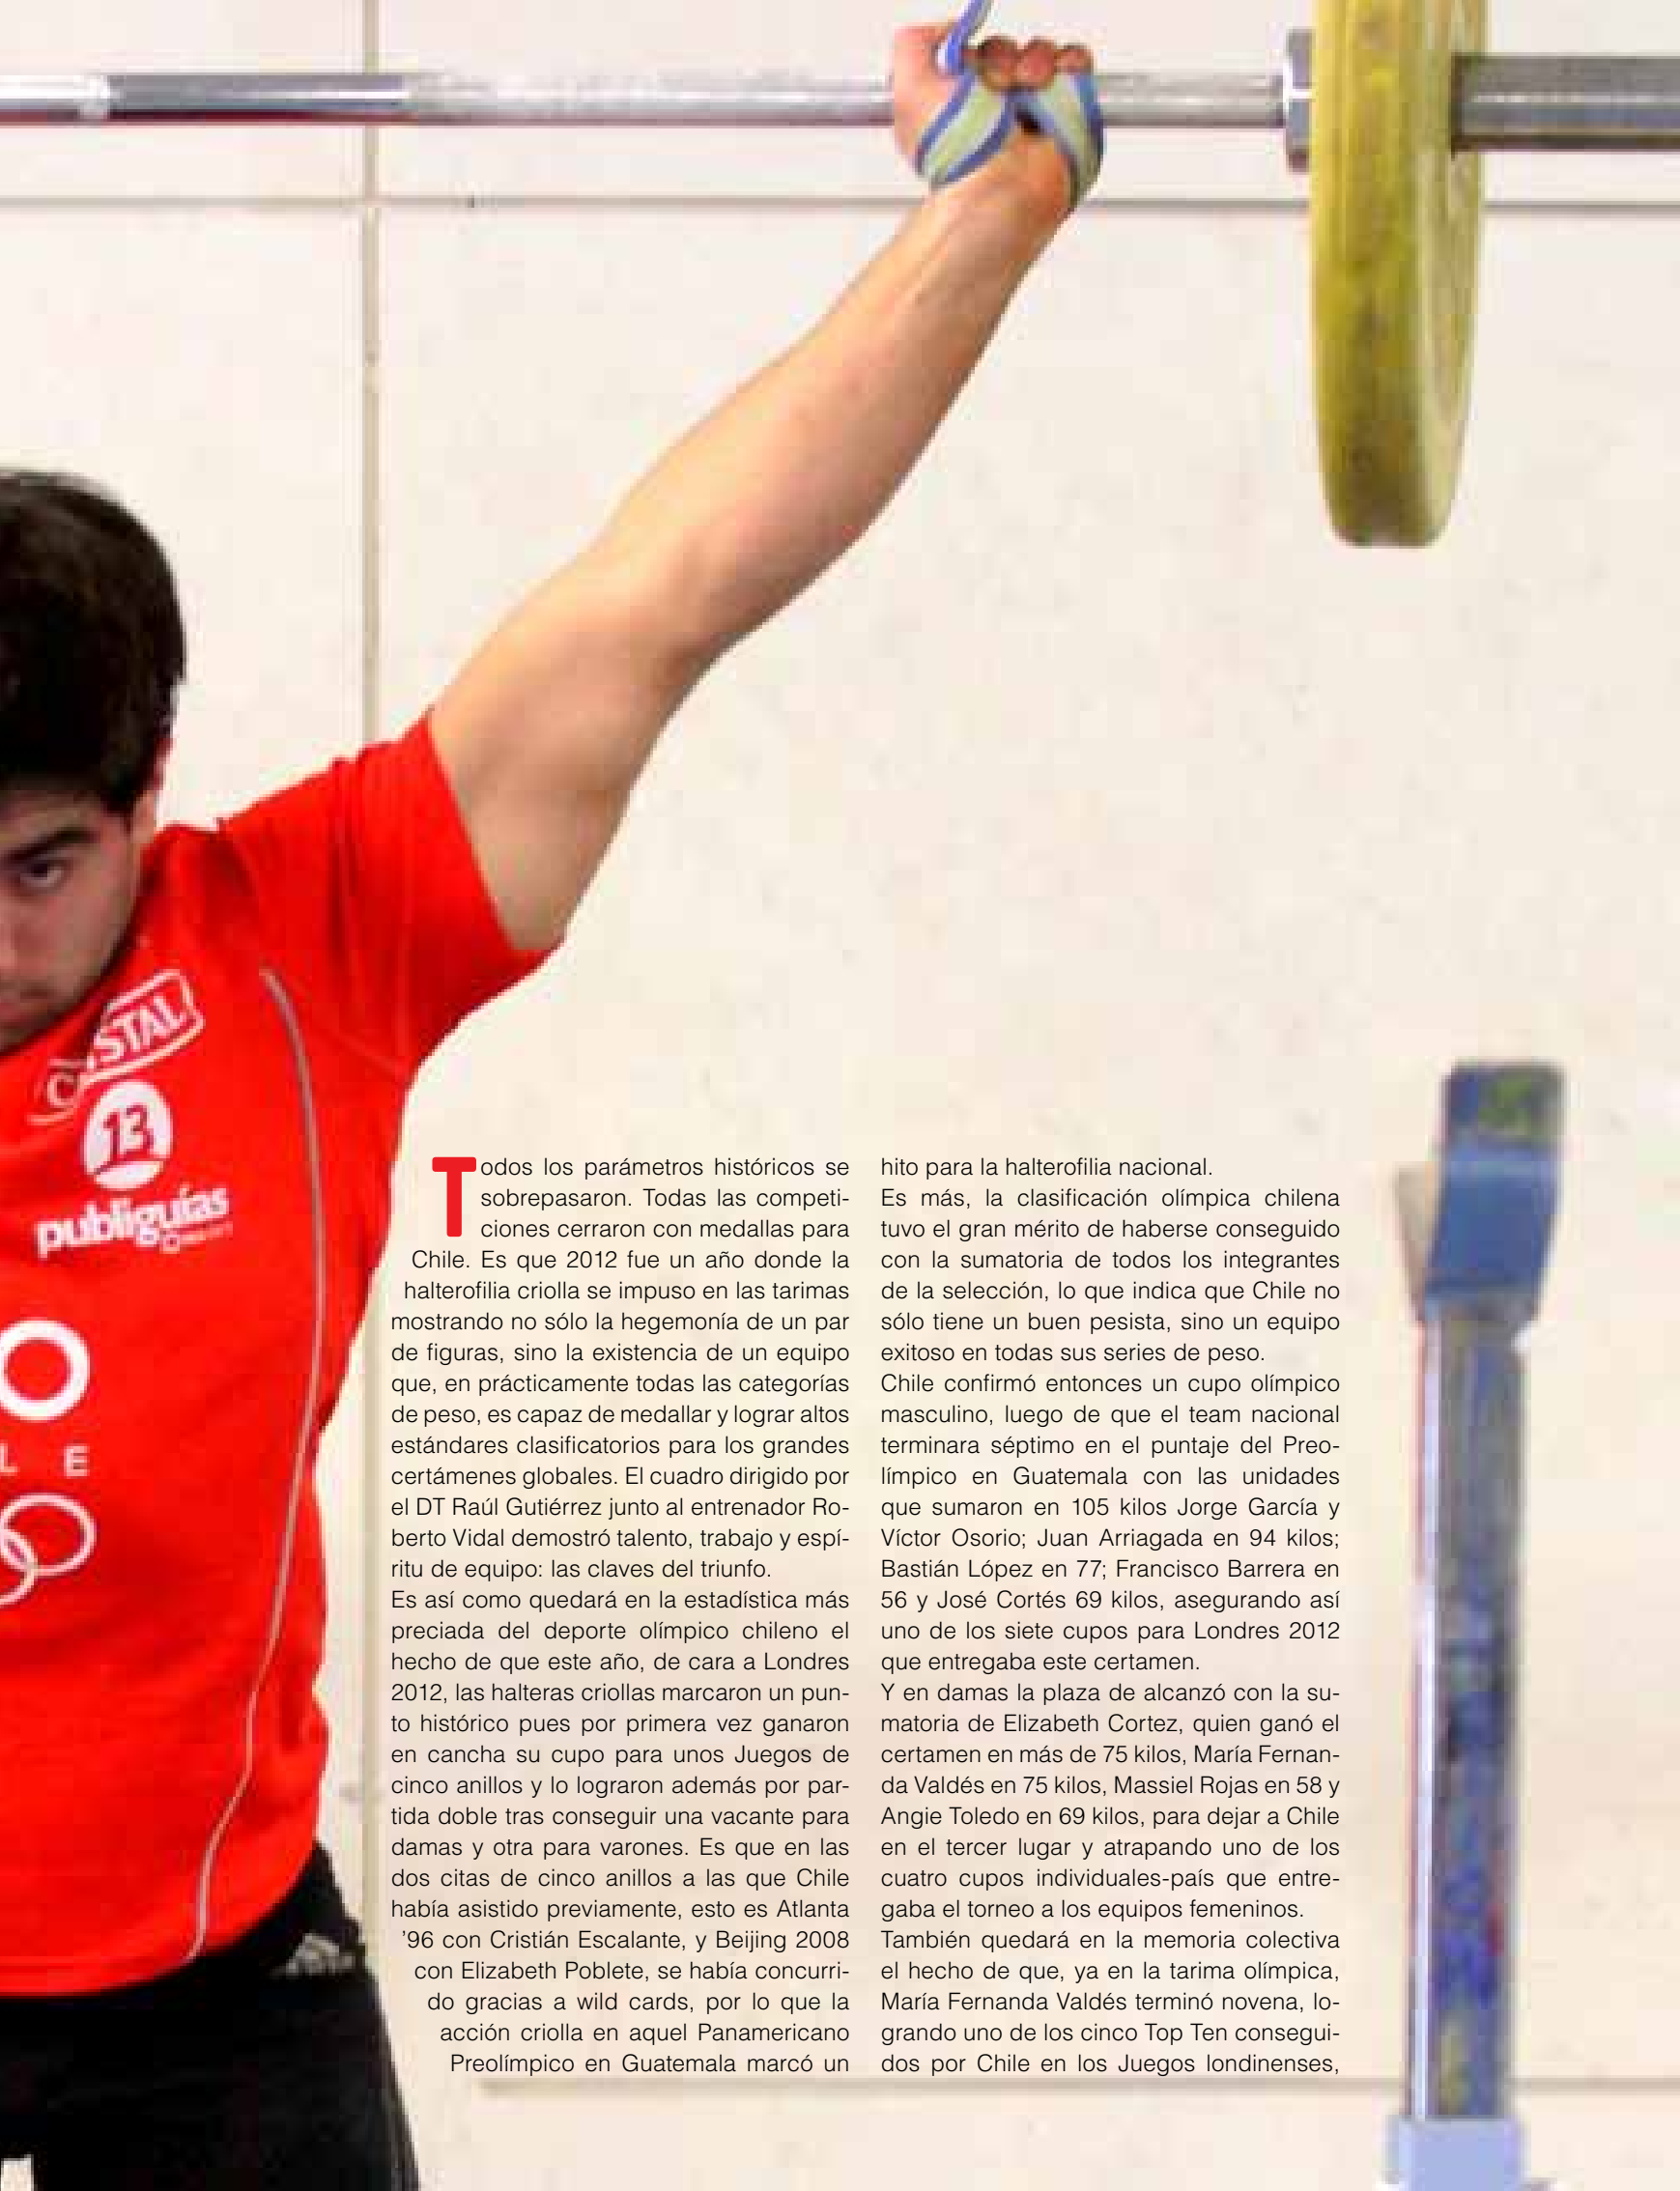 STAL
13
publiguías
O
L E
Todos los parámetros históricos se
sobrepasaron. Todas las competi-
ciones cerraron con medallas para
Chile. Es que 2012 fue un año donde la
halterofilia criolla se impuso en las tarimas
mostrando no sólo la hegemonía de un par
de figuras, sino la existencia de un equipo
que, en prácticamente todas las categorías
de peso, es capaz de medallar y lograr altos
estándares clasificatorios para los grandes
certámenes globales. El cuadro dirigido por
el DT Raúl Gutiérrez junto al entrenador Ro-
berto Vidal demostró talento, trabajo y espí-
ritu de equipo: las claves del triunfo.
Es así como quedará en la estadística más
preciada del deporte olímpico chileno el
hecho de que este año, de cara a Londres
2012, las halteras criollas marcaron un pun-
to histórico pues por primera vez ganaron
en cancha su cupo para unos Juegos de
cinco anillos y lo lograron además por par-
tida doble tras conseguir una vacante para
damas y otra para varones. Es que en las
dos citas de cinco anillos a las que Chile
había asistido previamente, esto es Atlanta
’96 con Cristián Escalante, y Beijing 2008
con Elizabeth Poblete, se había concurri-
do gracias a wild cards, por lo que la
acción criolla en aquel Panamericano
Preolímpico en Guatemala marcó un
hito para la halterofilia nacional.
Es más, la clasificación olímpica chilena
tuvo el gran mérito de haberse conseguido
con la sumatoria de todos los integrantes
de la selección, lo que indica que Chile no
sólo tiene un buen pesista, sino un equipo
exitoso en todas sus series de peso.
Chile confirmó entonces un cupo olímpico
masculino, luego de que el team nacional
terminara séptimo en el puntaje del Preo-
límpico en Guatemala con las unidades
que sumaron en 105 kilos Jorge García y
Víctor Osorio; Juan Arriagada en 94 kilos;
Bastián López en 77; Francisco Barrera en
56 y José Cortés 69 kilos, asegurando así
uno de los siete cupos para Londres 2012
que entregaba este certamen.
Y en damas la plaza de alcanzó con la su-
matoria de Elizabeth Cortez, quien ganó el
certamen en más de 75 kilos, María Fernan-
da Valdés en 75 kilos, Massiel Rojas en 58 y
Angie Toledo en 69 kilos, para dejar a Chile
en el tercer lugar y atrapando uno de los
cuatro cupos individuales-país que entre-
gaba el torneo a los equipos femeninos.
También quedará en la memoria colectiva
el hecho de que, ya en la tarima olímpica,
María Fernanda Valdés terminó novena, lo-
grando uno de los cinco Top Ten consegui-
dos por Chile en los Juegos londinenses,